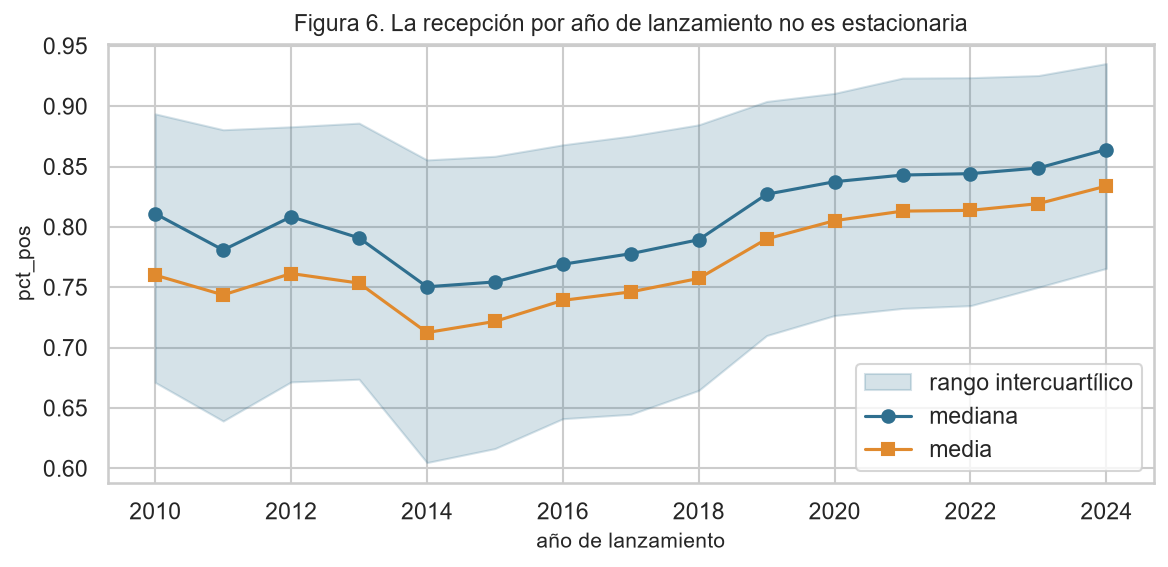 Figura 6. La recepción por año de lanzamiento no es estacionaria
0.95
0.90
0.85
0.80
0.75
0.70
0.65
0.60
pct_pos
rango intercuartílico
mediana
media
2010 2012 2014 2016 2018 2020 2022 2024
año de lanzamiento